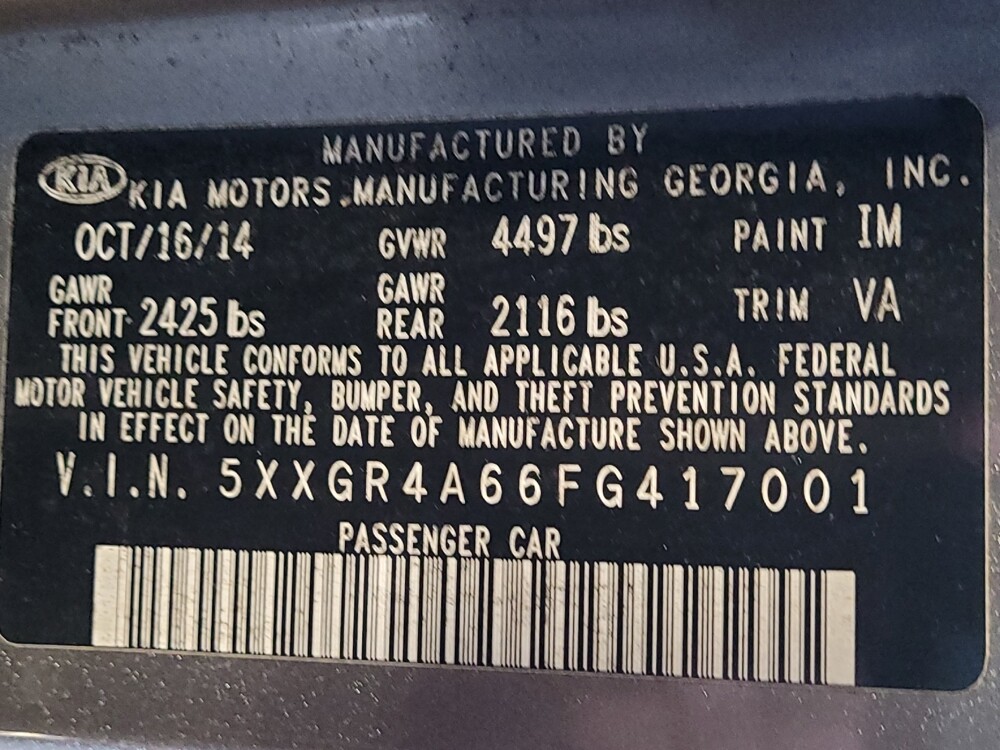 MANUFACTURED BY
KIA KIA MOTORS MANUFACTURING GEORGIA, INC.
OCT/16/14 GVWR 4497 lbs PAINT IM
GAWR FRONT 2425 lbs GAWR REAR 2116 lbs TRIM VA
THIS VEHICLE CONFORMS TO ALL APPLICABLE U.S.A. FEDERAL
MOTOR VEHICLE SAFETY, BUMPER, AND THEFT PREVENTION STANDARDS
IN EFFECT ON THE DATE OF MANUFACTURE SHOWN ABOVE.
V.I.N. 5XXGR4A66FG417001
PASSENGER CAR